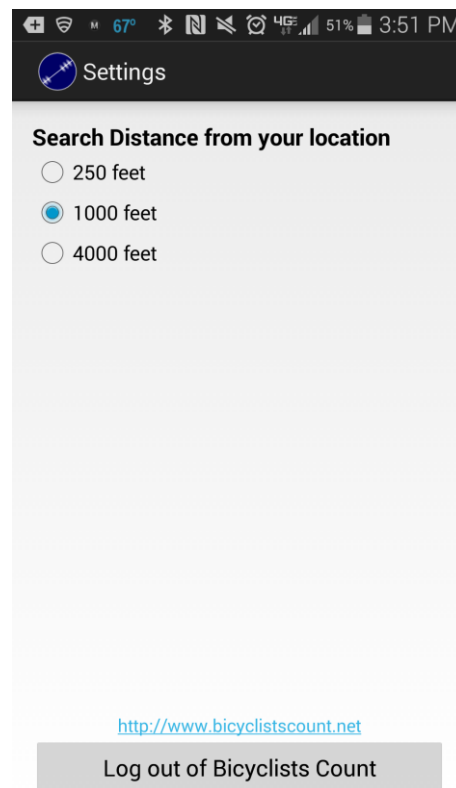 M 67° 4G 51% 3:51 PM
Settings
Search Distance from your location
250 feet
1000 feet
4000 feet
http://www.bicyclistscount.net
Log out of Bicyclists Count